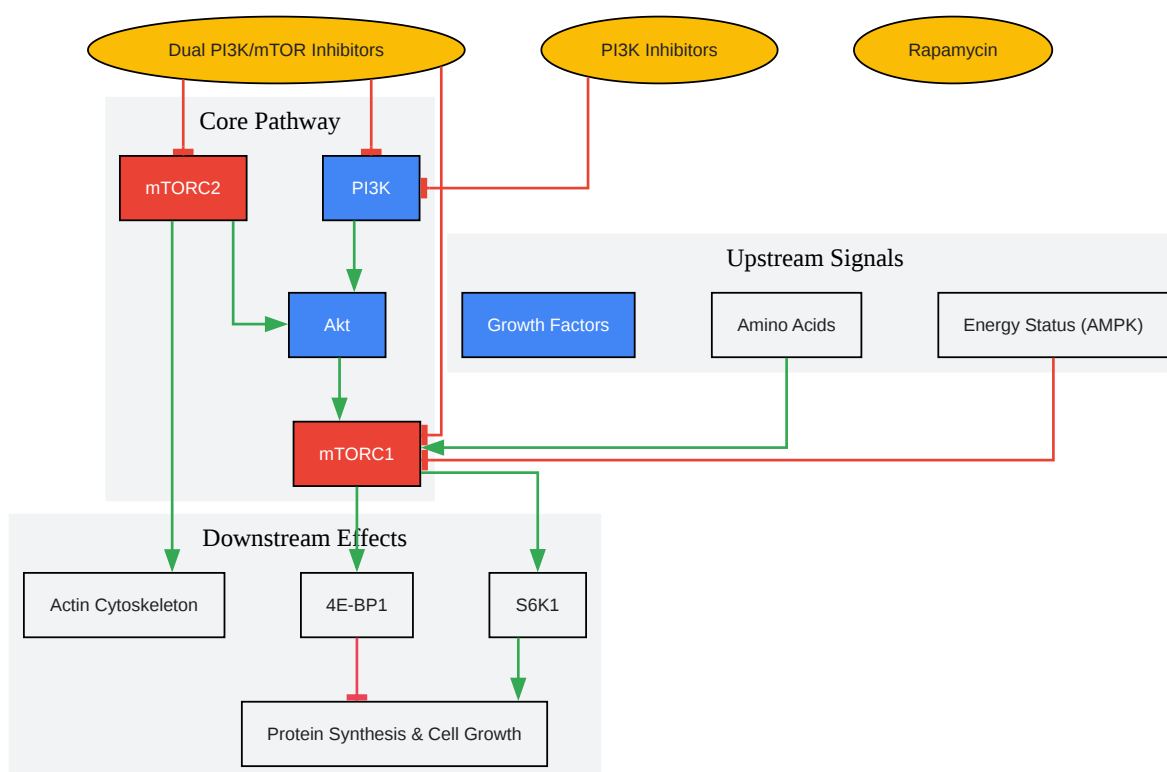 Dual PI3K/mTOR Inhibitors
PI3K Inhibitors
Rapamycin
Core Pathway
mTORC2
PI3K
Upstream Signals
Akt
Growth Factors
Amino Acids
Energy Status (AMPK)
mTORC1
Downstream Effects
Actin Cytoskeleton
4E-BP1
S6K1
Protein Synthesis & Cell Growth